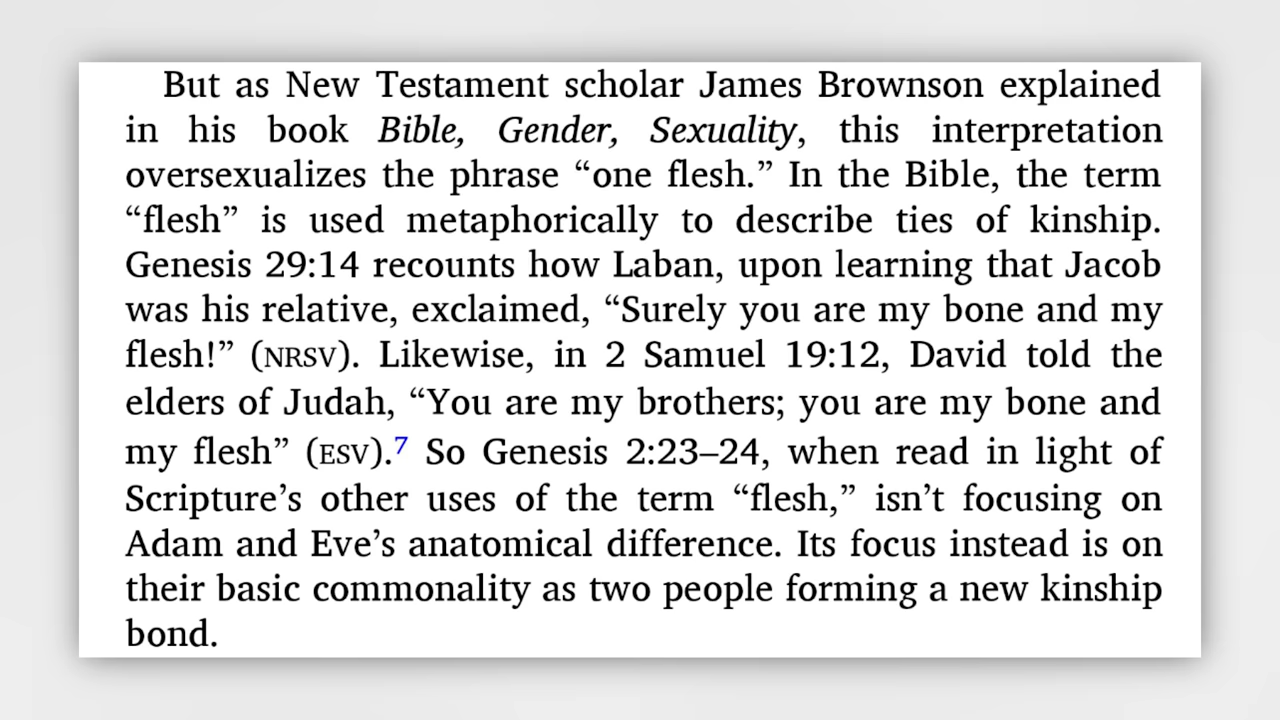 But as New Testament scholar James Brownson explained
in his book Bible, Gender, Sexuality, this interpretation
oversexualizes the phrase “one flesh.” In the Bible, the term
“flesh” is used metaphorically to describe ties of kinship.
Genesis 29:14 recounts how Laban, upon learning that Jacob
was his relative, exclaimed, “Surely you are my bone and my
flesh!” (NRSV). Likewise, in 2 Samuel 19:12, David told the
elders of Judah, “You are my brothers; you are my bone and
my flesh” (ESV).7 So Genesis 2:23–24, when read in light of
Scripture’s other uses of the term “flesh,” isn’t focusing on
Adam and Eve’s anatomical difference. Its focus instead is on
their basic commonality as two people forming a new kinship
bond.